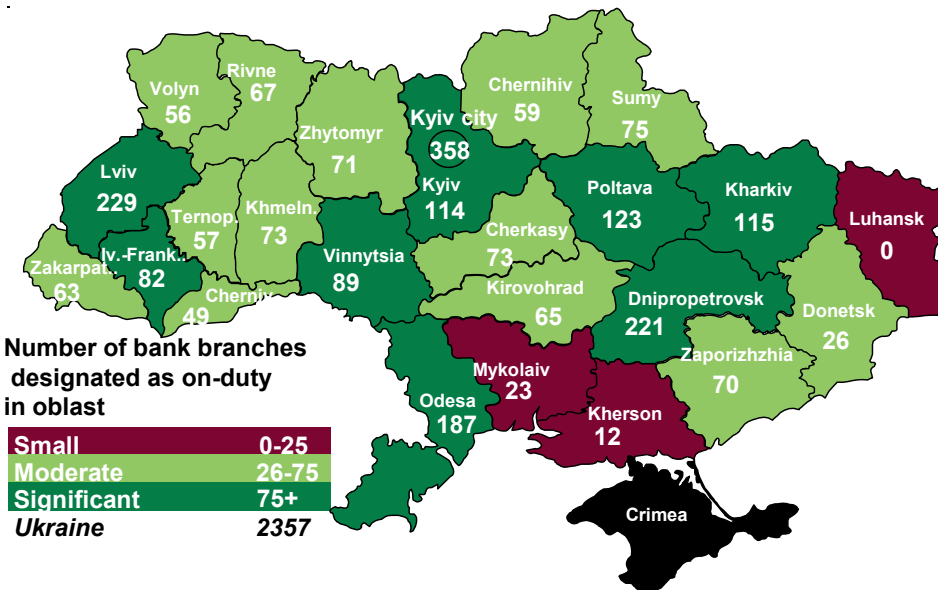 Volyn
56
Rivne
67
Zhytomyr
71
Kyiv city
358
Kyiv
114
Chernihiv
59
Sumy
75
Lviv
229
Ternop.
57
Khmeln.
73
Vinnytsia
89
Cherkasy
73
Poltava
123
Kharkiv
115
Luhansk
0
Zakarpat..
63
Iv.-Frank..
82
Cherniv.
49
Kirovohrad
65
Dnipropetrovsk
221
Donetsk
26
Zaporizhzhia
70
Mykolaiv
23
Kherson
12
Odesa
187
Crimea
Number of bank branches
designated as on-duty
in oblast
Small 0-25
Moderate 26-75
Significant 75+
Ukraine 2357